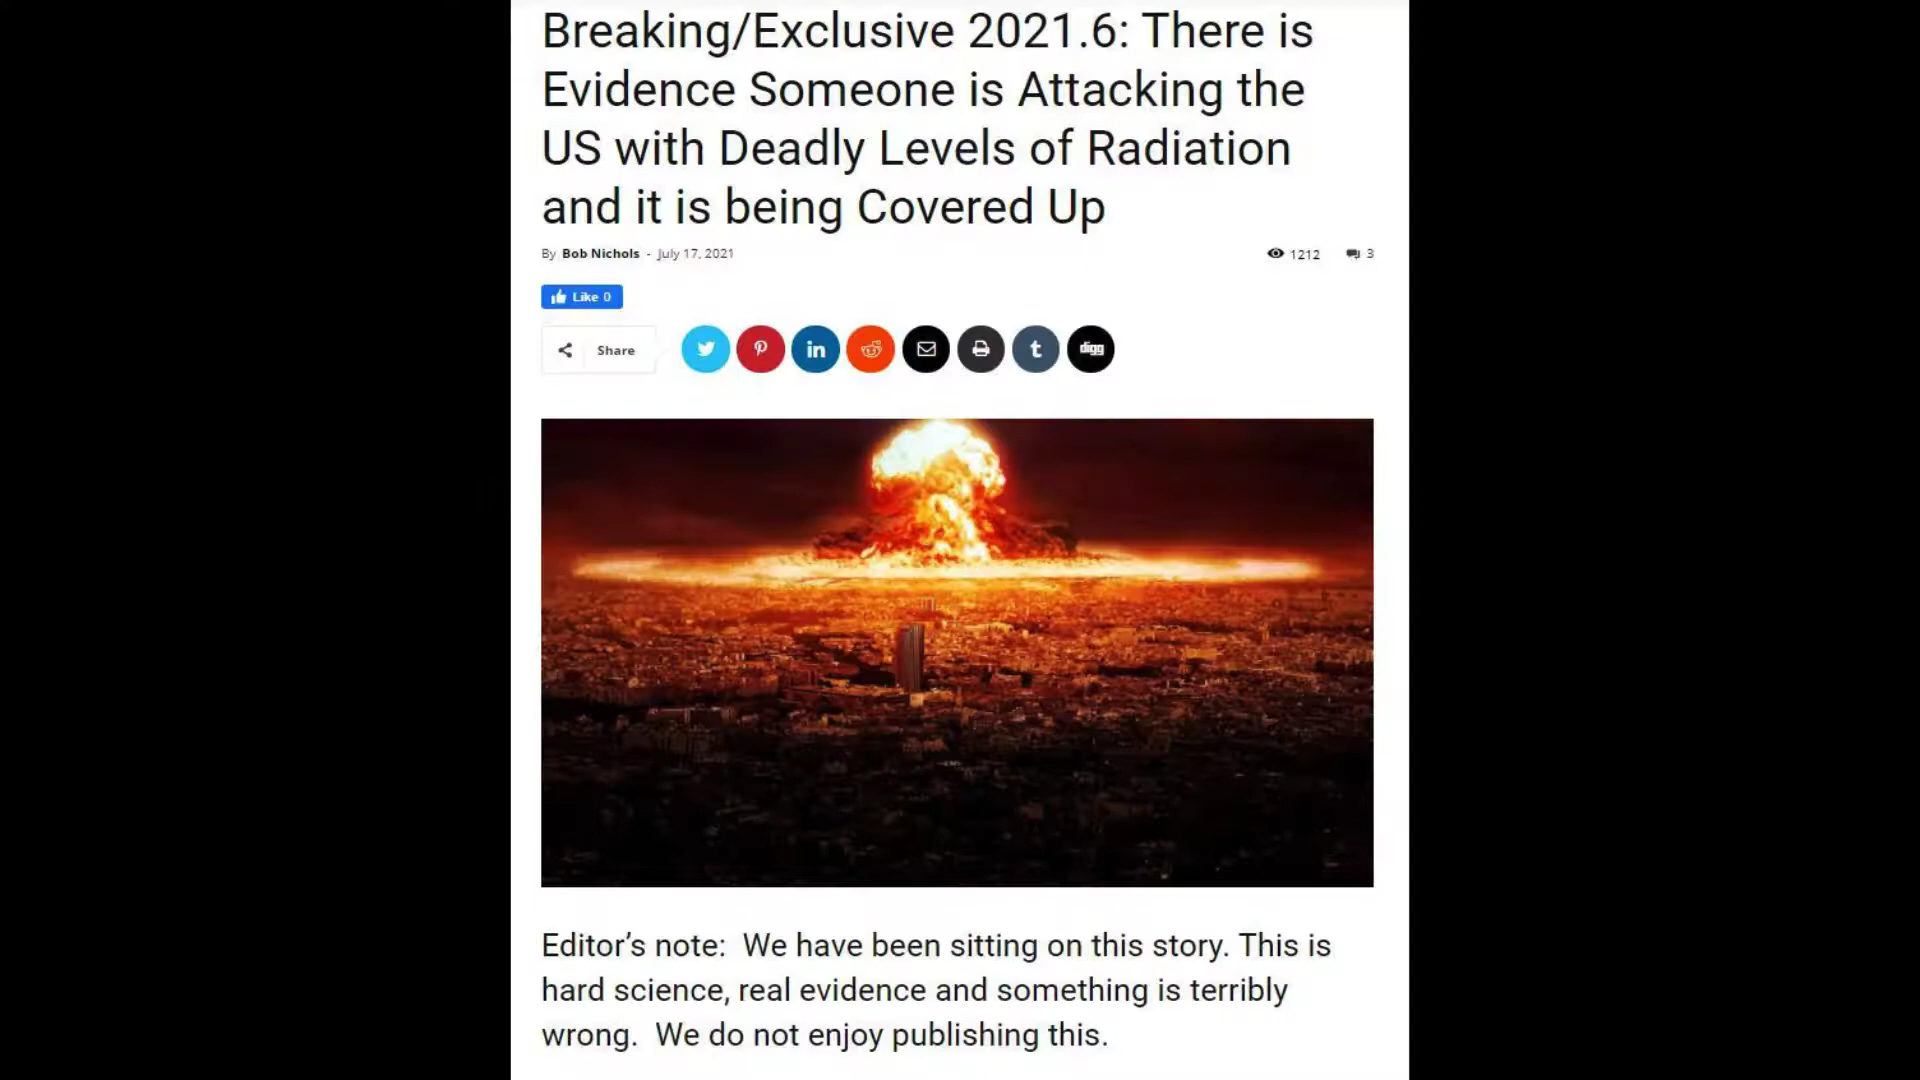 Breaking/Exclusive 2021.6: There is
Evidence Someone is Attacking the
US with Deadly Levels of Radiation
and it is being Covered Up
By Bob Nichols - July 17, 2021 1212 3
Like 0
Share in t digg
Editor’s note:  We have been sitting on this story. This is
hard science, real evidence and something is terribly
wrong.  We do not enjoy publishing this.